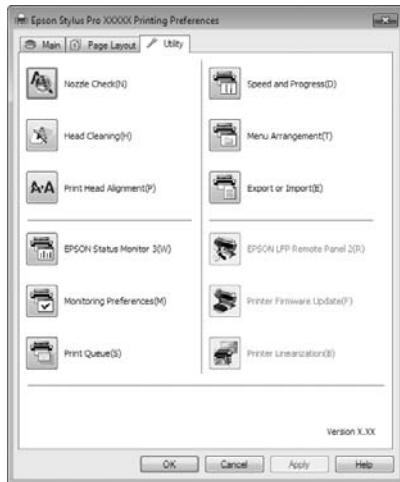 Epson Stylus Pro XXXXX Printing Preferences
Main
Page Layout
Utility
Nozzle Check(N)
Speed and Progress(D)
Head Cleaning(H)
Menu Arrangement(T)
A·A
Print Head Alignment(P)
Export or Import(E)
EPSON Status Monitor 3(W)
EPSON LFP Remote Panel 2(R)
Monitoring Preferences(M)
Printer Firmware Update(F)
Print Queue(S)
Printer Linearization(B)
Version X.XX
OK
Cancel
Apply
Help